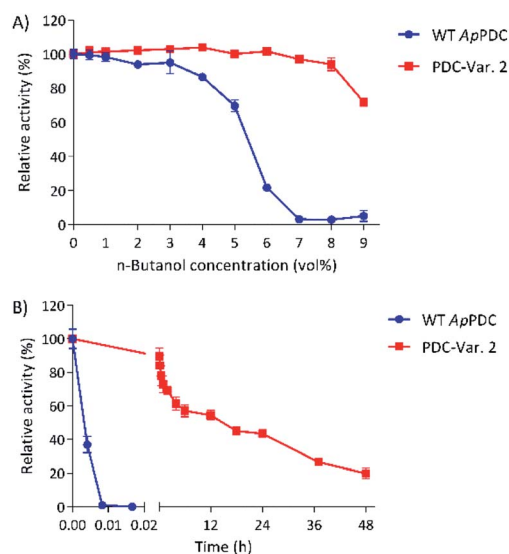 A)
WT ApPDC
PDC-Var. 2
Relative activity (%)
120
100
80
60
40
20
0
0 1 2 3 4 5 6 7 8 9
n-Butanol concentration (vol%)
B)
WT ApPDC
PDC-Var. 2
Relative activity (%)
120
100
80
60
40
20
0
0.00 0.01 0.02 12 24 36 48
Time (h)